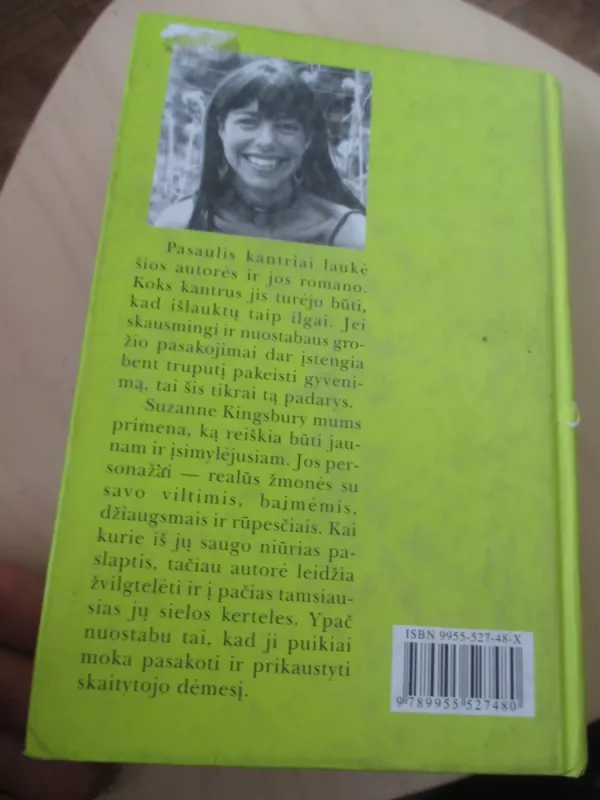 Pasaulis kantriai laukė
šios autorės ir jos romano.
Koks kantrus jis turėjo būti,
kad išlauktų taip ilgai. Jei
skausmingi ir nuostabaus gro-
žio pasakojimai dar įstengia
bent truputį pakeisti gyveni-
mą, tai šis tikrai tą padarys.
Suzanne Kingsbury mums
primena, ką reiškia būti jau-
nam ir įsimylėjusiam. Jos per-
sonažai — realūs žmonės su
savo viltimis, baimėmis,
džiaugsmais ir rūpesčiais. Kai
kurie iš jų saugo niūrias pa-
slaptis, tačiau autorė leidžia
žvilgtelėti ir į pačias tamsiau-
sias jų sielos kerteles. Ypač
nuostabu tai, kad ji puikiai
moka pasakoti ir prikaustyti
skaitytojo dėmesį.
ISBN 9955-527-48-X
9 789955 527480